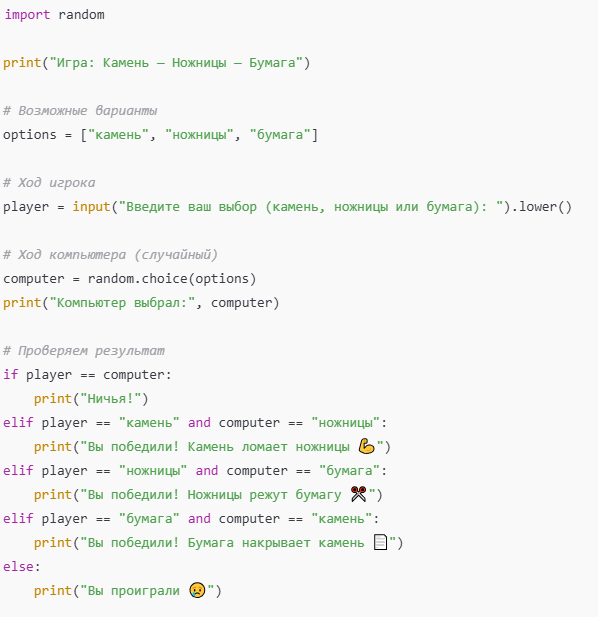 import random
print("Игра: Камень — Ножницы — Бумага")
# Возможные варианты
options = ["камень", "ножницы", "бумага"]
# Ход игрока
player = input("Введите ваш выбор (камень, ножницы или бумага): ").lower()
# Ход компьютера (случайный)
computer = random.choice(options)
print("Компьютер выбрал:", computer)
# Проверяем результат
if player == computer:
    print("Ничья!")
elif player == "камень" and computer == "ножницы":
    print("Вы победили! Камень ломает ножницы 💪")
elif player == "ножницы" and computer == "бумага":
    print("Вы победили! Ножницы режут бумагу ✂️")
elif player == "бумага" and computer == "камень":
    print("Вы победили! Бумага накрывает камень 📄")
else:
    print("Вы проиграли 😢")